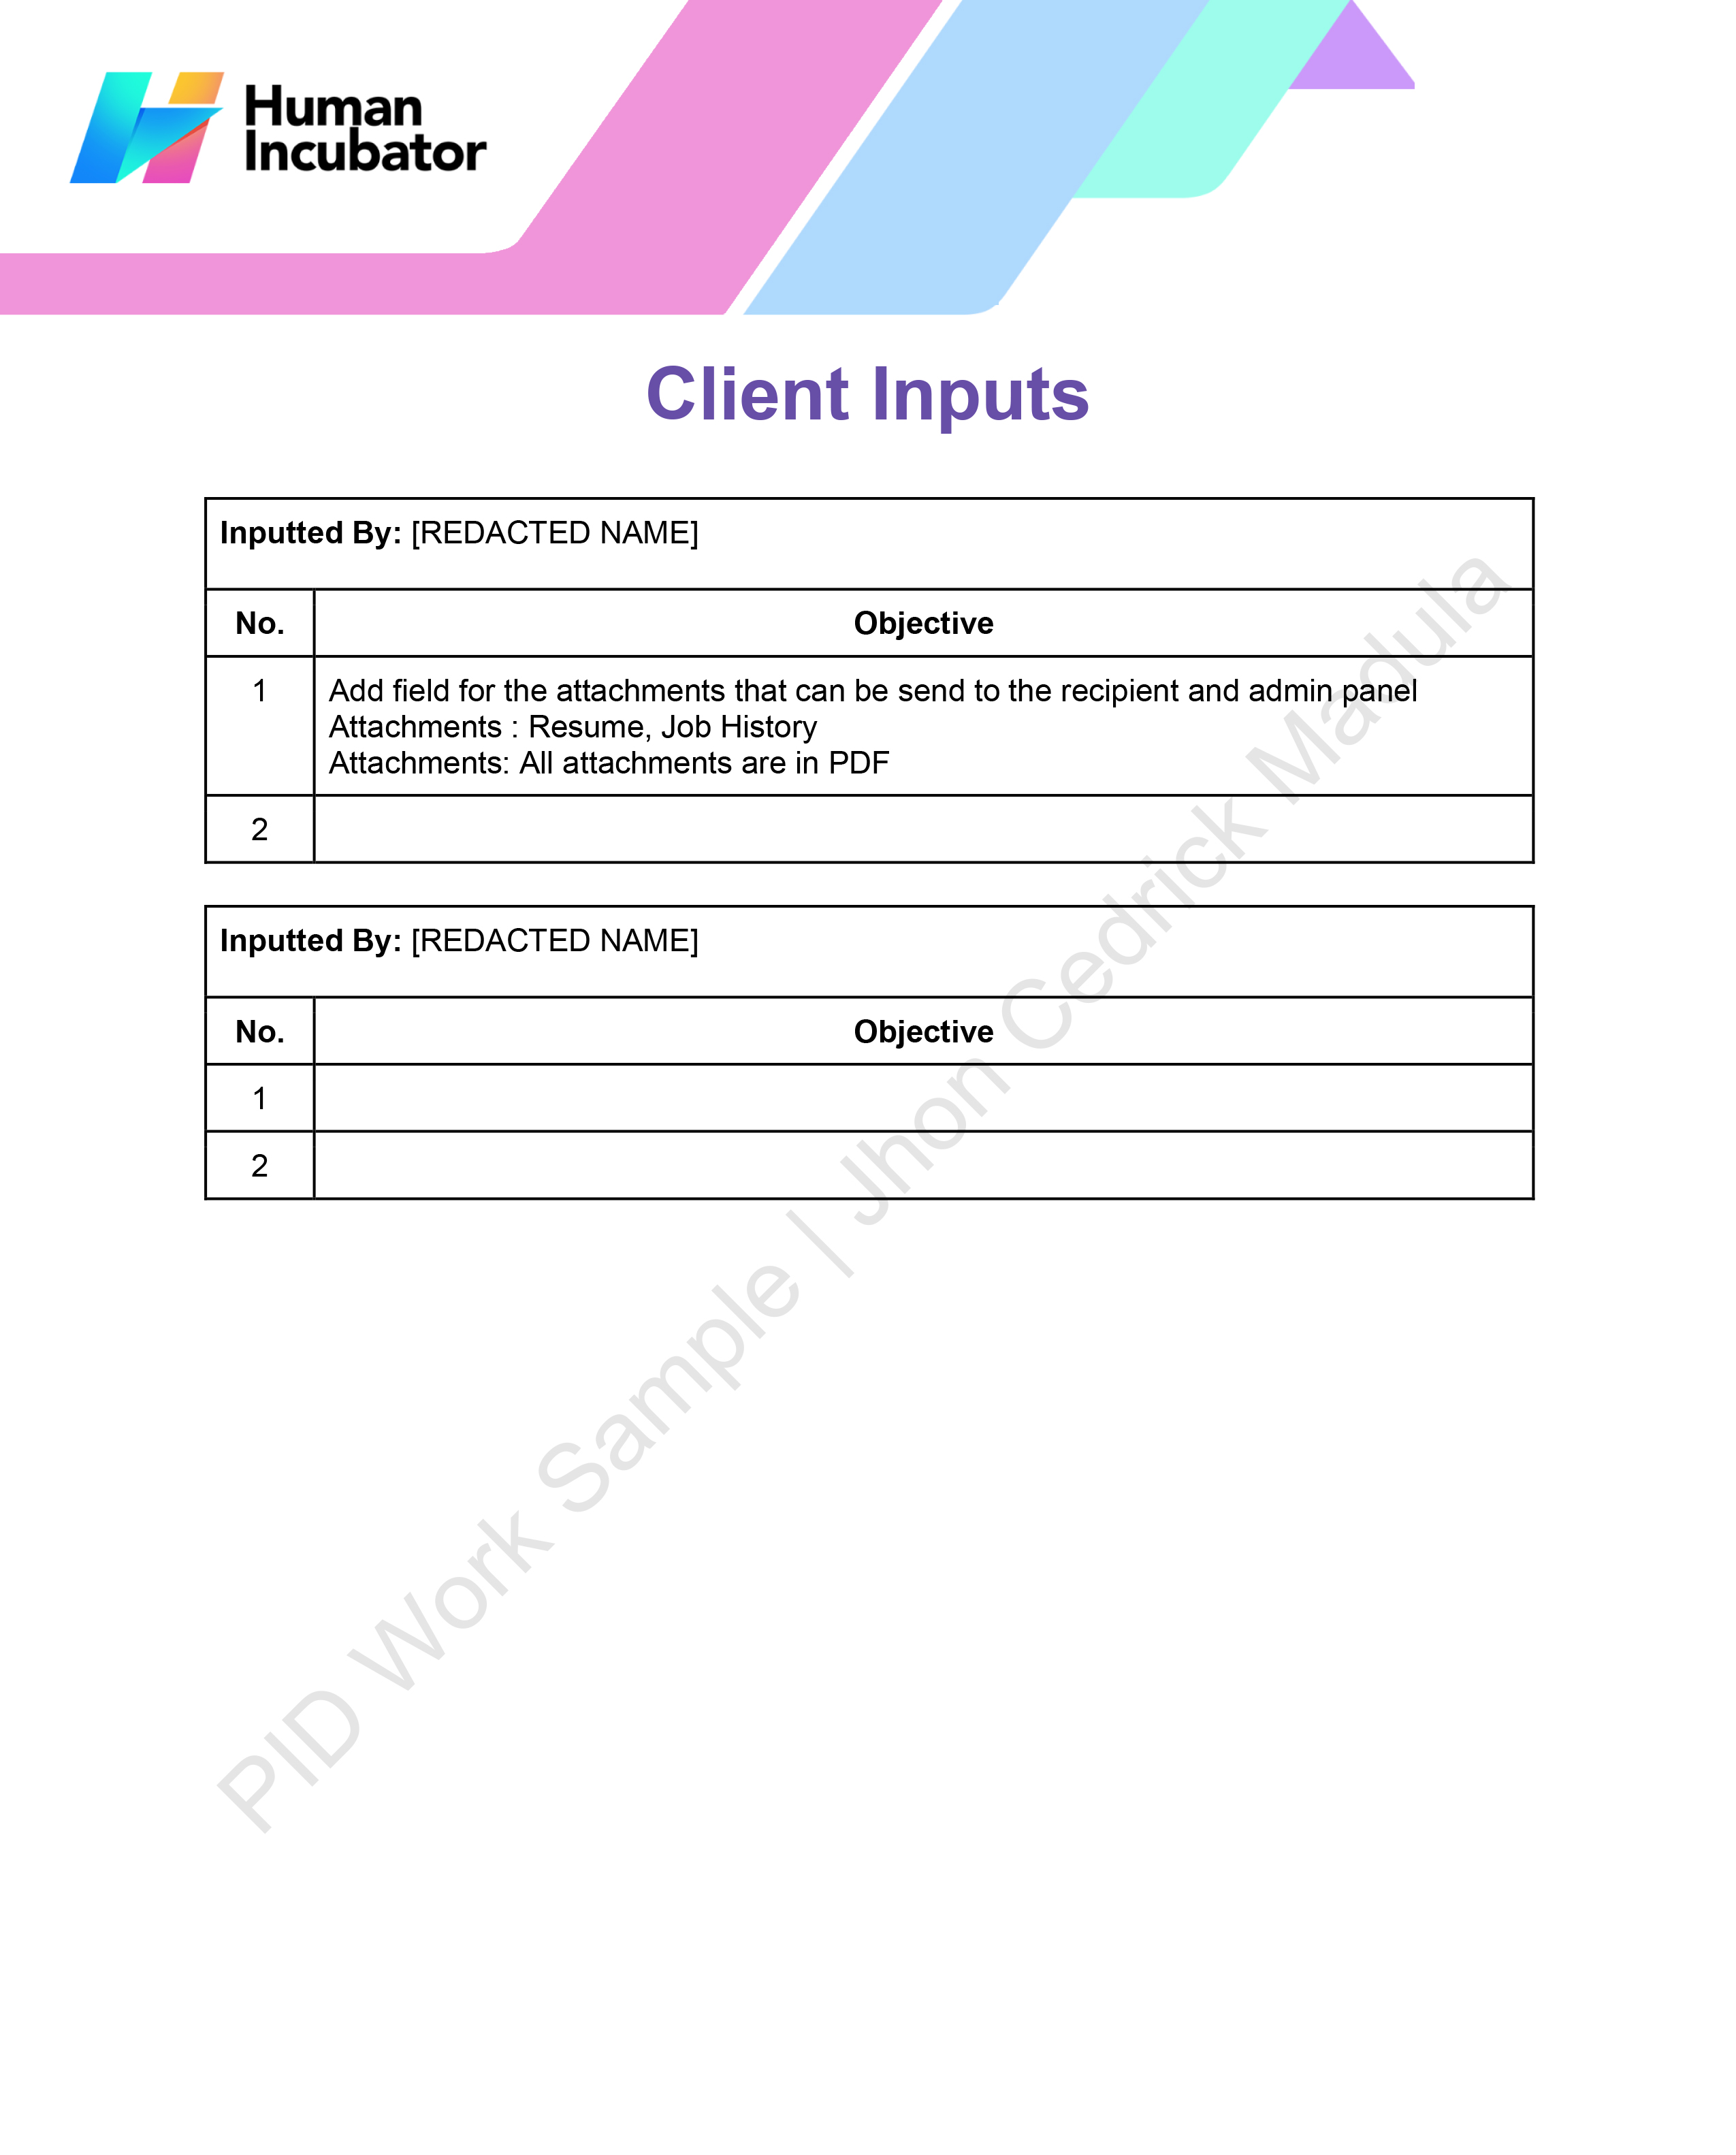 Human
Incubator
Client Inputs
Inputted By: [REDACTED NAME]
No. Objective
1 Add field for the attachments that can be send to the recipient and admin panel
Attachments : Resume, Job History
Attachments: All attachments are in PDF
2
Inputted By: [REDACTED NAME]
No. Objective
1
2
PID Work Sample | Jhon Cedrick Madula